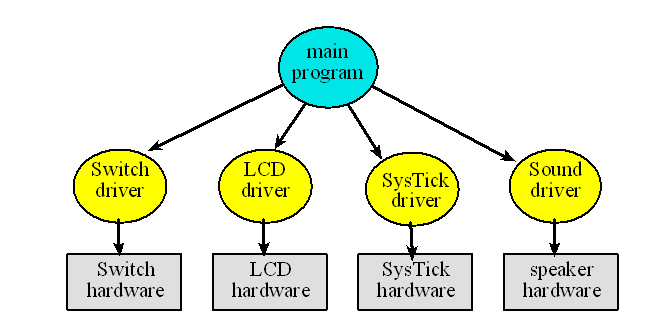 main
program
Switch
driver
LCD
driver
SysTick
driver
Sound
driver
Switch
hardware
LCD
hardware
SysTick
hardware
speaker
hardware